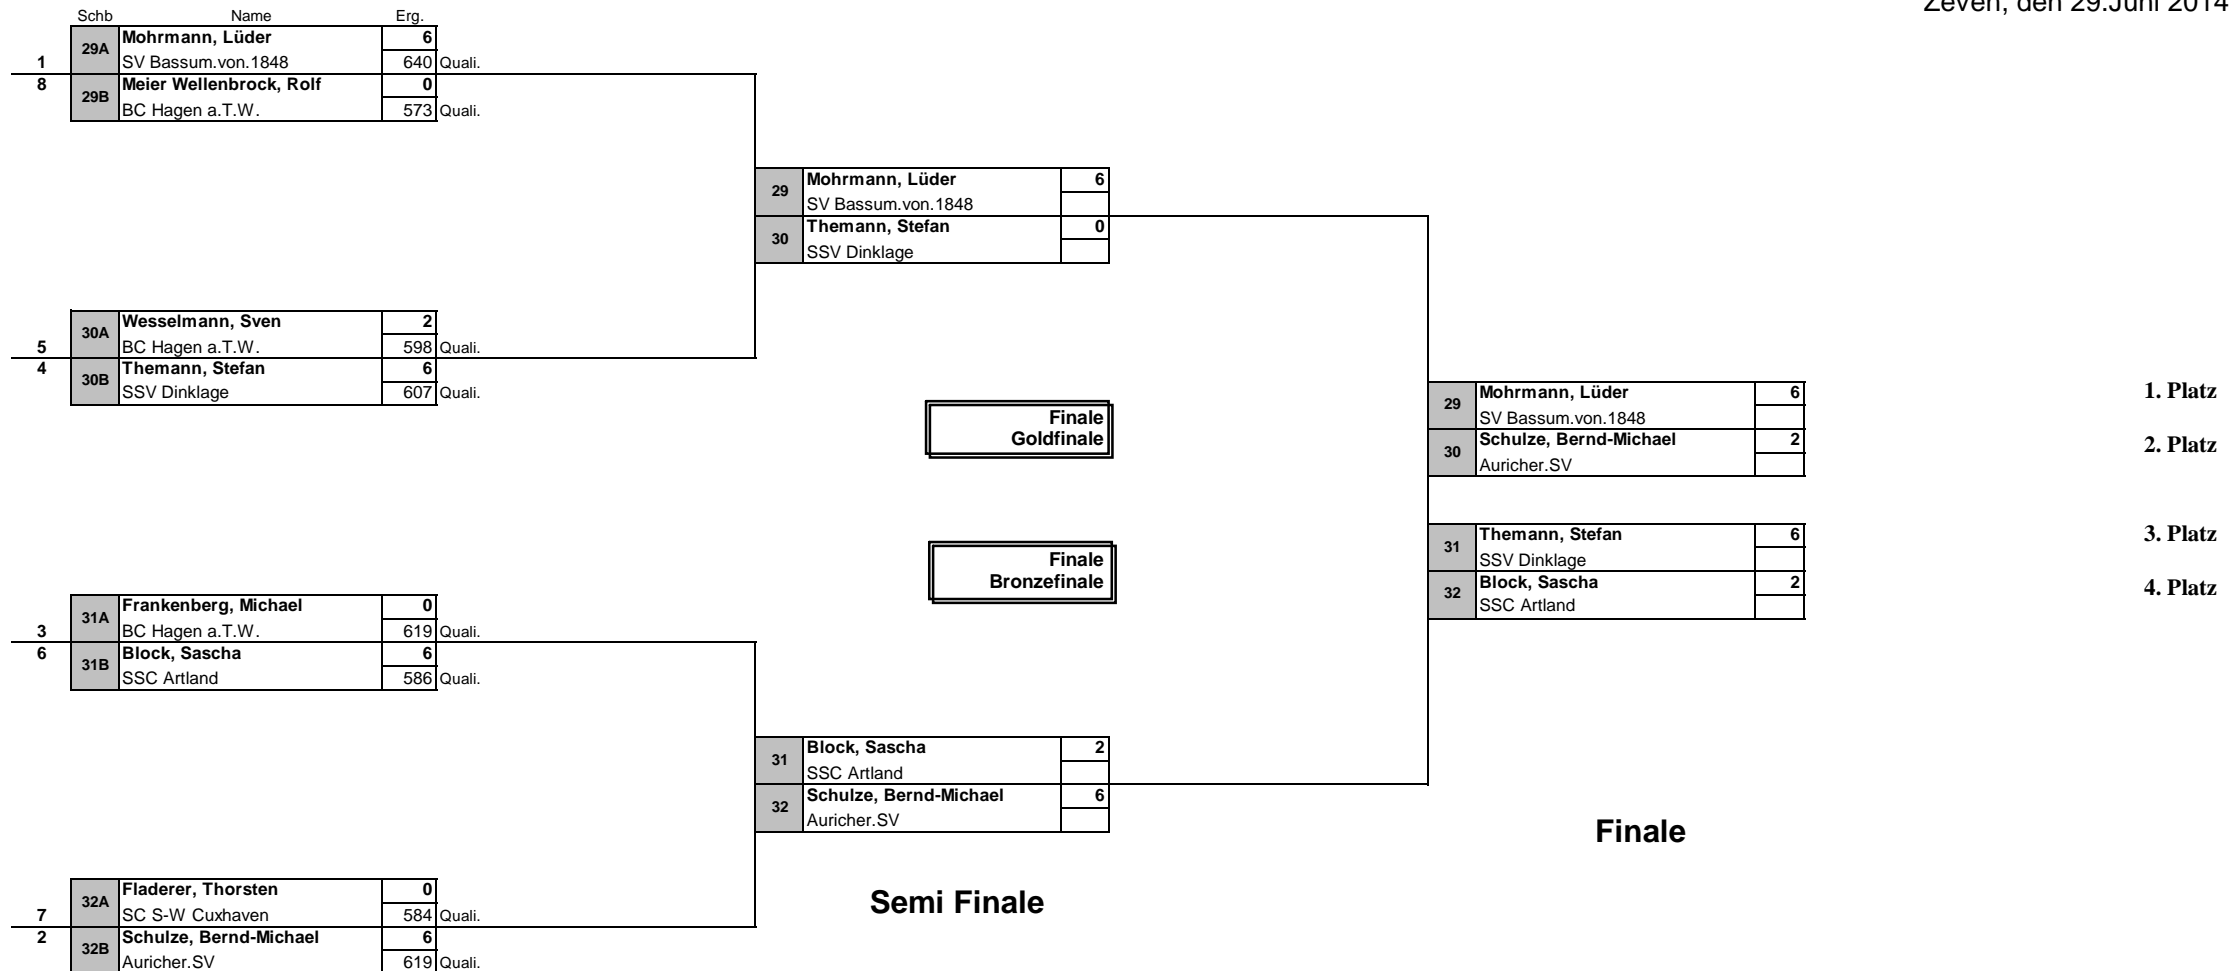 Zeven, den 29.Juni 2014
Schb Name Erg.
29A Mohrmann, Lüder 6
1 SV Bassum.von.1848 640 Quali.
8 29B Meier Wellenbrock, Rolf 0
BC Hagen a.T.W. 573 Quali.
29 Mohrmann, Lüder 6
SV Bassum.von.1848
30 Themann, Stefan 0
SSV Dinklage
30A Wesselmann, Sven 2
5 BC Hagen a.T.W. 598 Quali.
4 30B Themann, Stefan 6
SSV Dinklage 607 Quali.
29 Mohrmann, Lüder 6 1. Platz
SV Bassum.von.1848
30 Schulze, Bernd-Michael 2 2. Platz
Auricher.SV
Finale
Goldfinale
31 Themann, Stefan 6 3. Platz
SSV Dinklage
32 Block, Sascha 2 4. Platz
SSC Artland
Finale
Bronzefinale
31A Frankenberg, Michael 0
3 BC Hagen a.T.W. 619 Quali.
6 31B Block, Sascha 6
SSC Artland 586 Quali.
31 Block, Sascha 2
SSC Artland
32 Schulze, Bernd-Michael 6
Auricher.SV
Finale
Semi Finale
32A Fladerer, Thorsten 0
7 SC S-W Cuxhaven 584 Quali.
2 32B Schulze, Bernd-Michael 6
Auricher.SV 619 Quali.